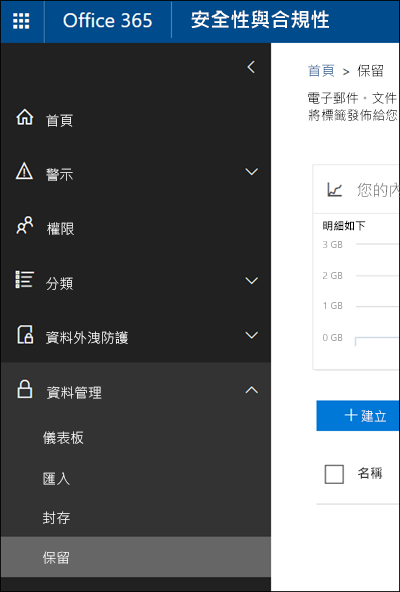 Office 365 安全性與合規性
首頁
警示
權限
分類
資料外洩防護
資料管理
儀表板
匯入
封存
保留
首頁 > 保留
電子郵件、文件
將標籤發佈給您
您的內
明細如下
3 GB
2 GB
1 GB
0 GB
+ 建立
名稱